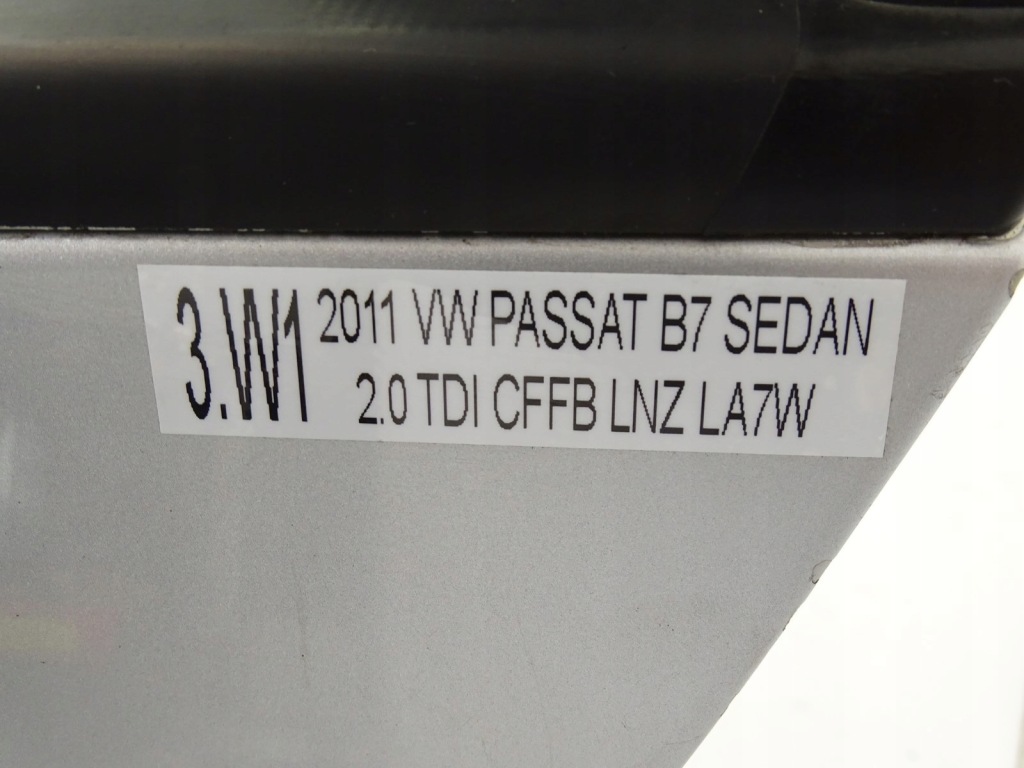 3.W1
2011 VW PASSAT B7 SEDAN
2.0 TDI CFFB LNZ LA7W